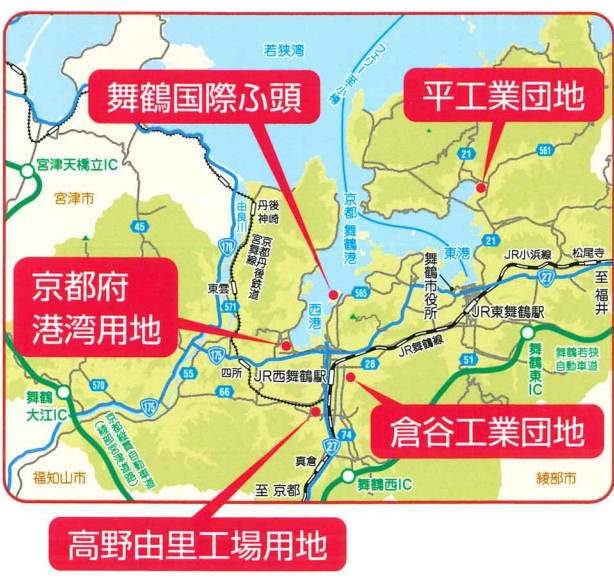 若狭湾
フェリー至小樽
舞鶴国際ふ頭
平工業団地
宮津天橋立IC
宮津市
21
561
丹後
神崎
由良川
京都丹後鉄道
宮舞線
178
45
京都 舞鶴港
東港
21
JR小浜線
松尾寺
舞鶴市役所
27
至福井
京都府
港湾用地
東雲
571
西港
565
JR東舞鶴駅
175
四所
JR西舞鶴駅
JR舞鶴線
28
51
舞鶴東IC
舞鶴若狭
自動車道
570
55
66
舞鶴
大江IC
175
京都縦貫自動車道
(綾部宮津道路)
倉谷工業団地
74
27
真倉
福知山市
至 京都
舞鶴西IC
綾部市
高野由里工場用地